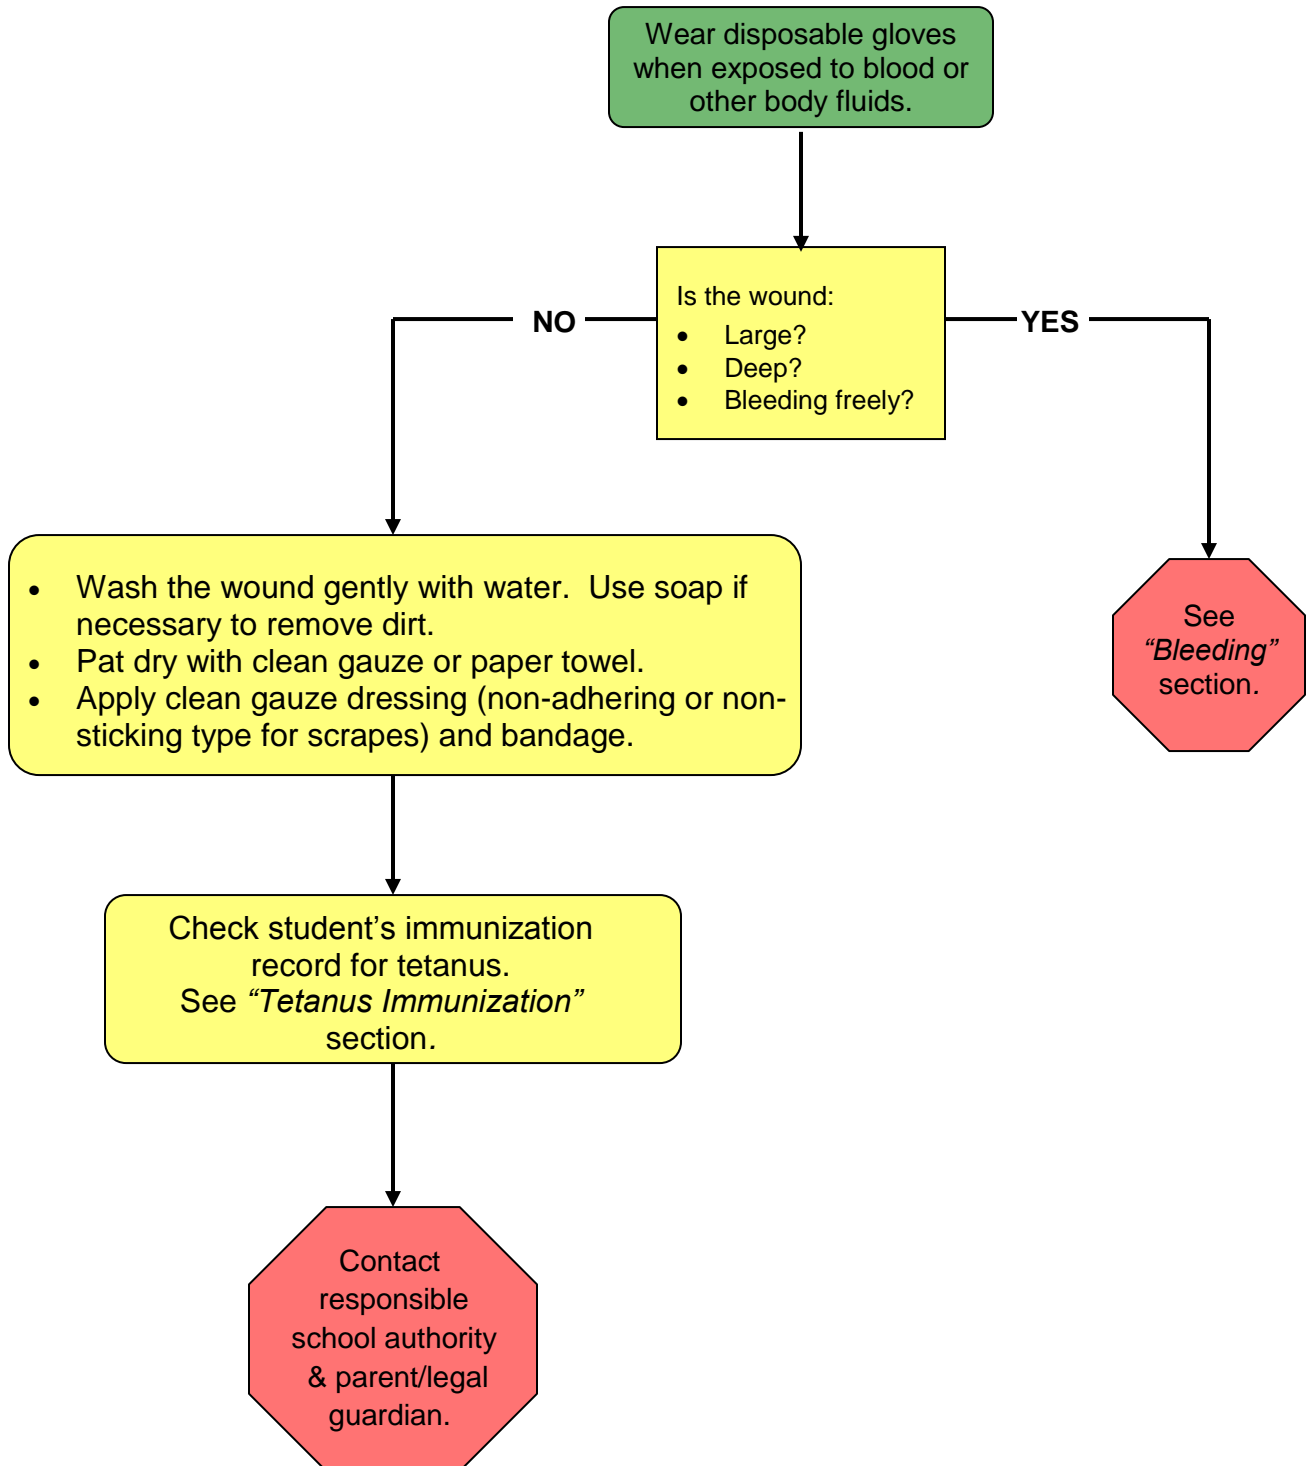 Wear disposable gloves
when exposed to blood or
other body fluids.
Is the wound:
• Large?
• Deep?
• Bleeding freely?
NO
YES
• Wash the wound gently with water.  Use soap if
necessary to remove dirt.
• Pat dry with clean gauze or paper towel.
• Apply clean gauze dressing (non-adhering or non-
sticking type for scrapes) and bandage.
See
“Bleeding”
section.
Check student’s immunization
record for tetanus.
See “Tetanus Immunization”
section.
Contact
responsible
school authority
& parent/legal
guardian.